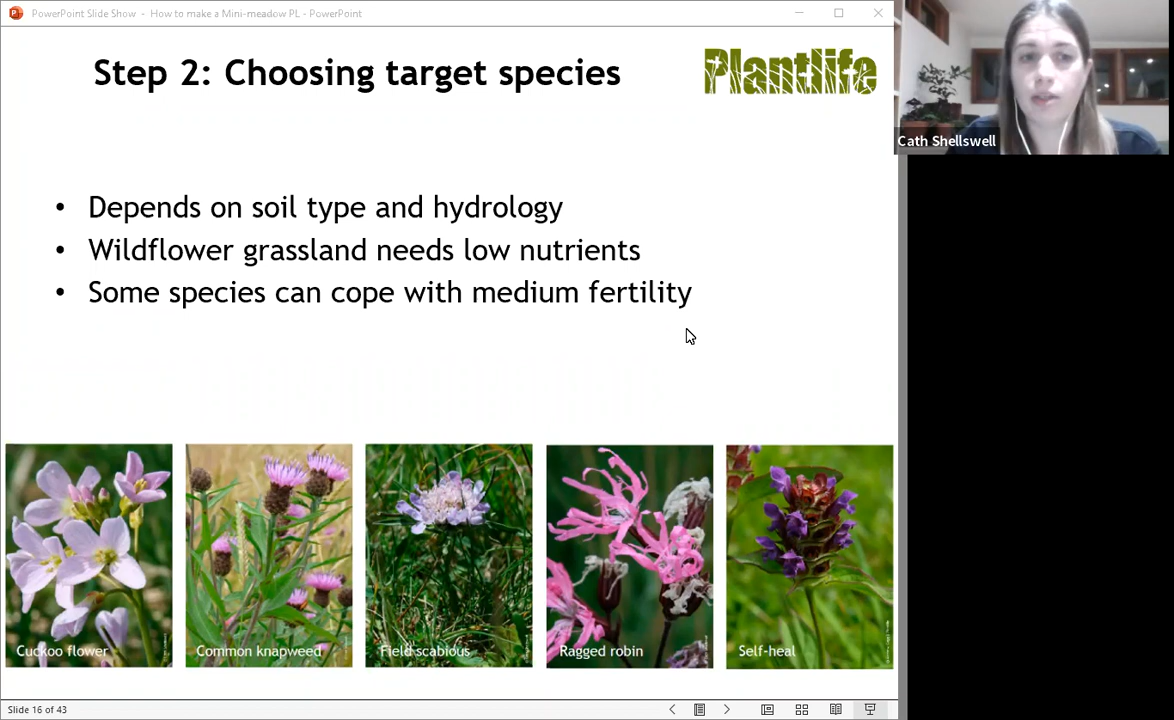 PowerPoint Slide Show - How to make a Mini-meadow PL - PowerPoint
Step 2: Choosing target species
Plantlife
Cath Shellswell
• Depends on soil type and hydrology
• Wildflower grassland needs low nutrients
• Some species can cope with medium fertility
Cuckoo flower
Common knapweed
Field scabious
Ragged robin
Self-heal
Slide 16 of 43